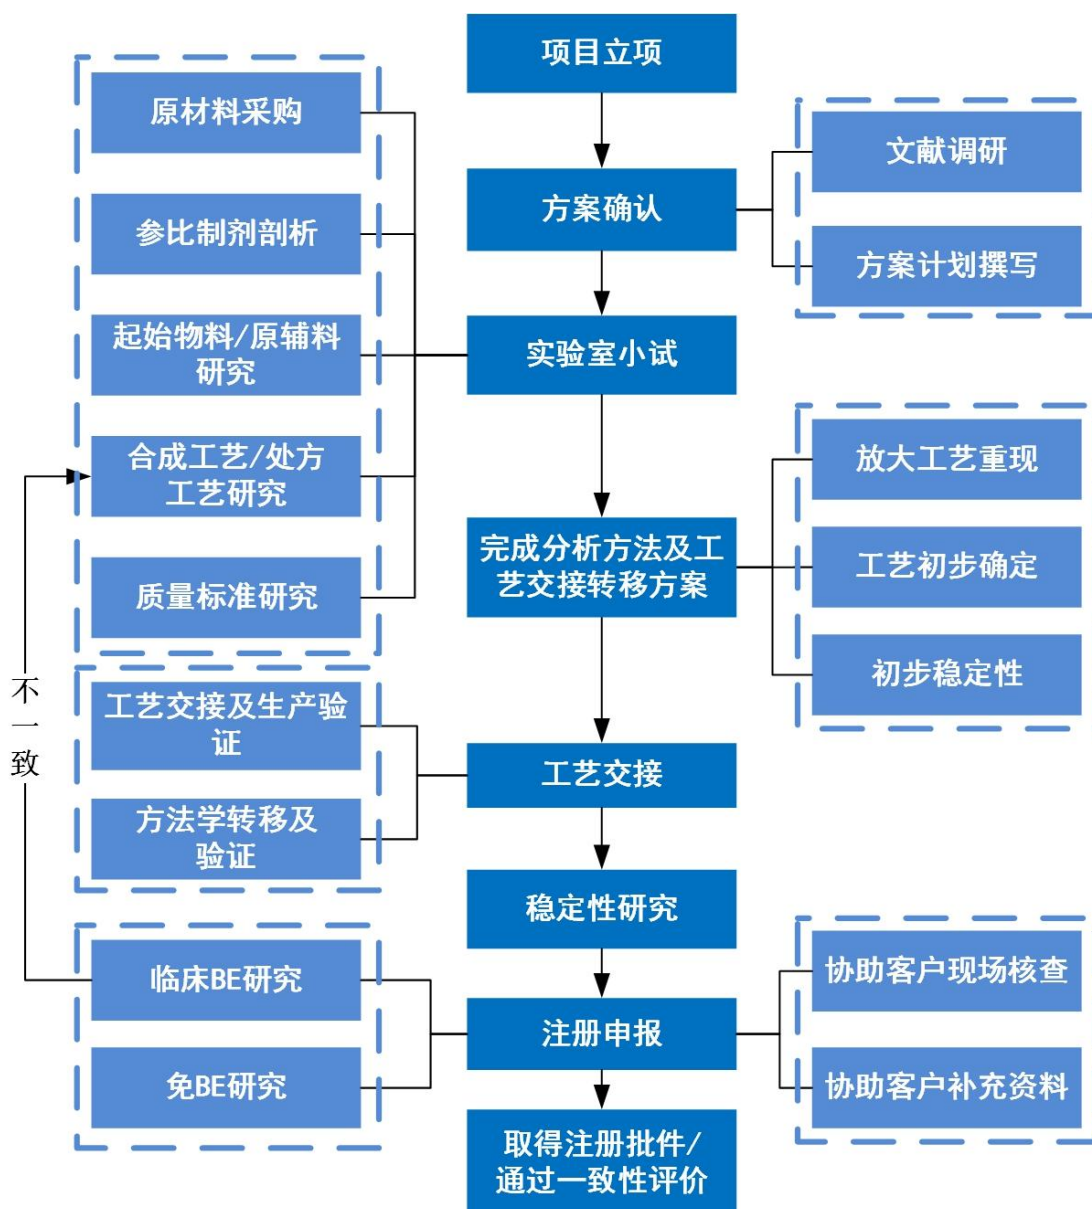 项目立项
原材料采购
文献调研
方案确认
参比制剂剖析
方案计划撰写
起始物料/原辅料
研究
实验室小试
合成工艺/处方
工艺研究
放大工艺重现
完成分析方法及工
艺交接转移方案
工艺初步确定
质量标准研究
初步稳定性
不
一
致
工艺交接及生产验
证
工艺交接
方法学转移及
验证
稳定性研究
临床BE研究
协助客户现场核查
注册申报
免BE研究
协助客户补充资料
取得注册批件/
通过一致性评价